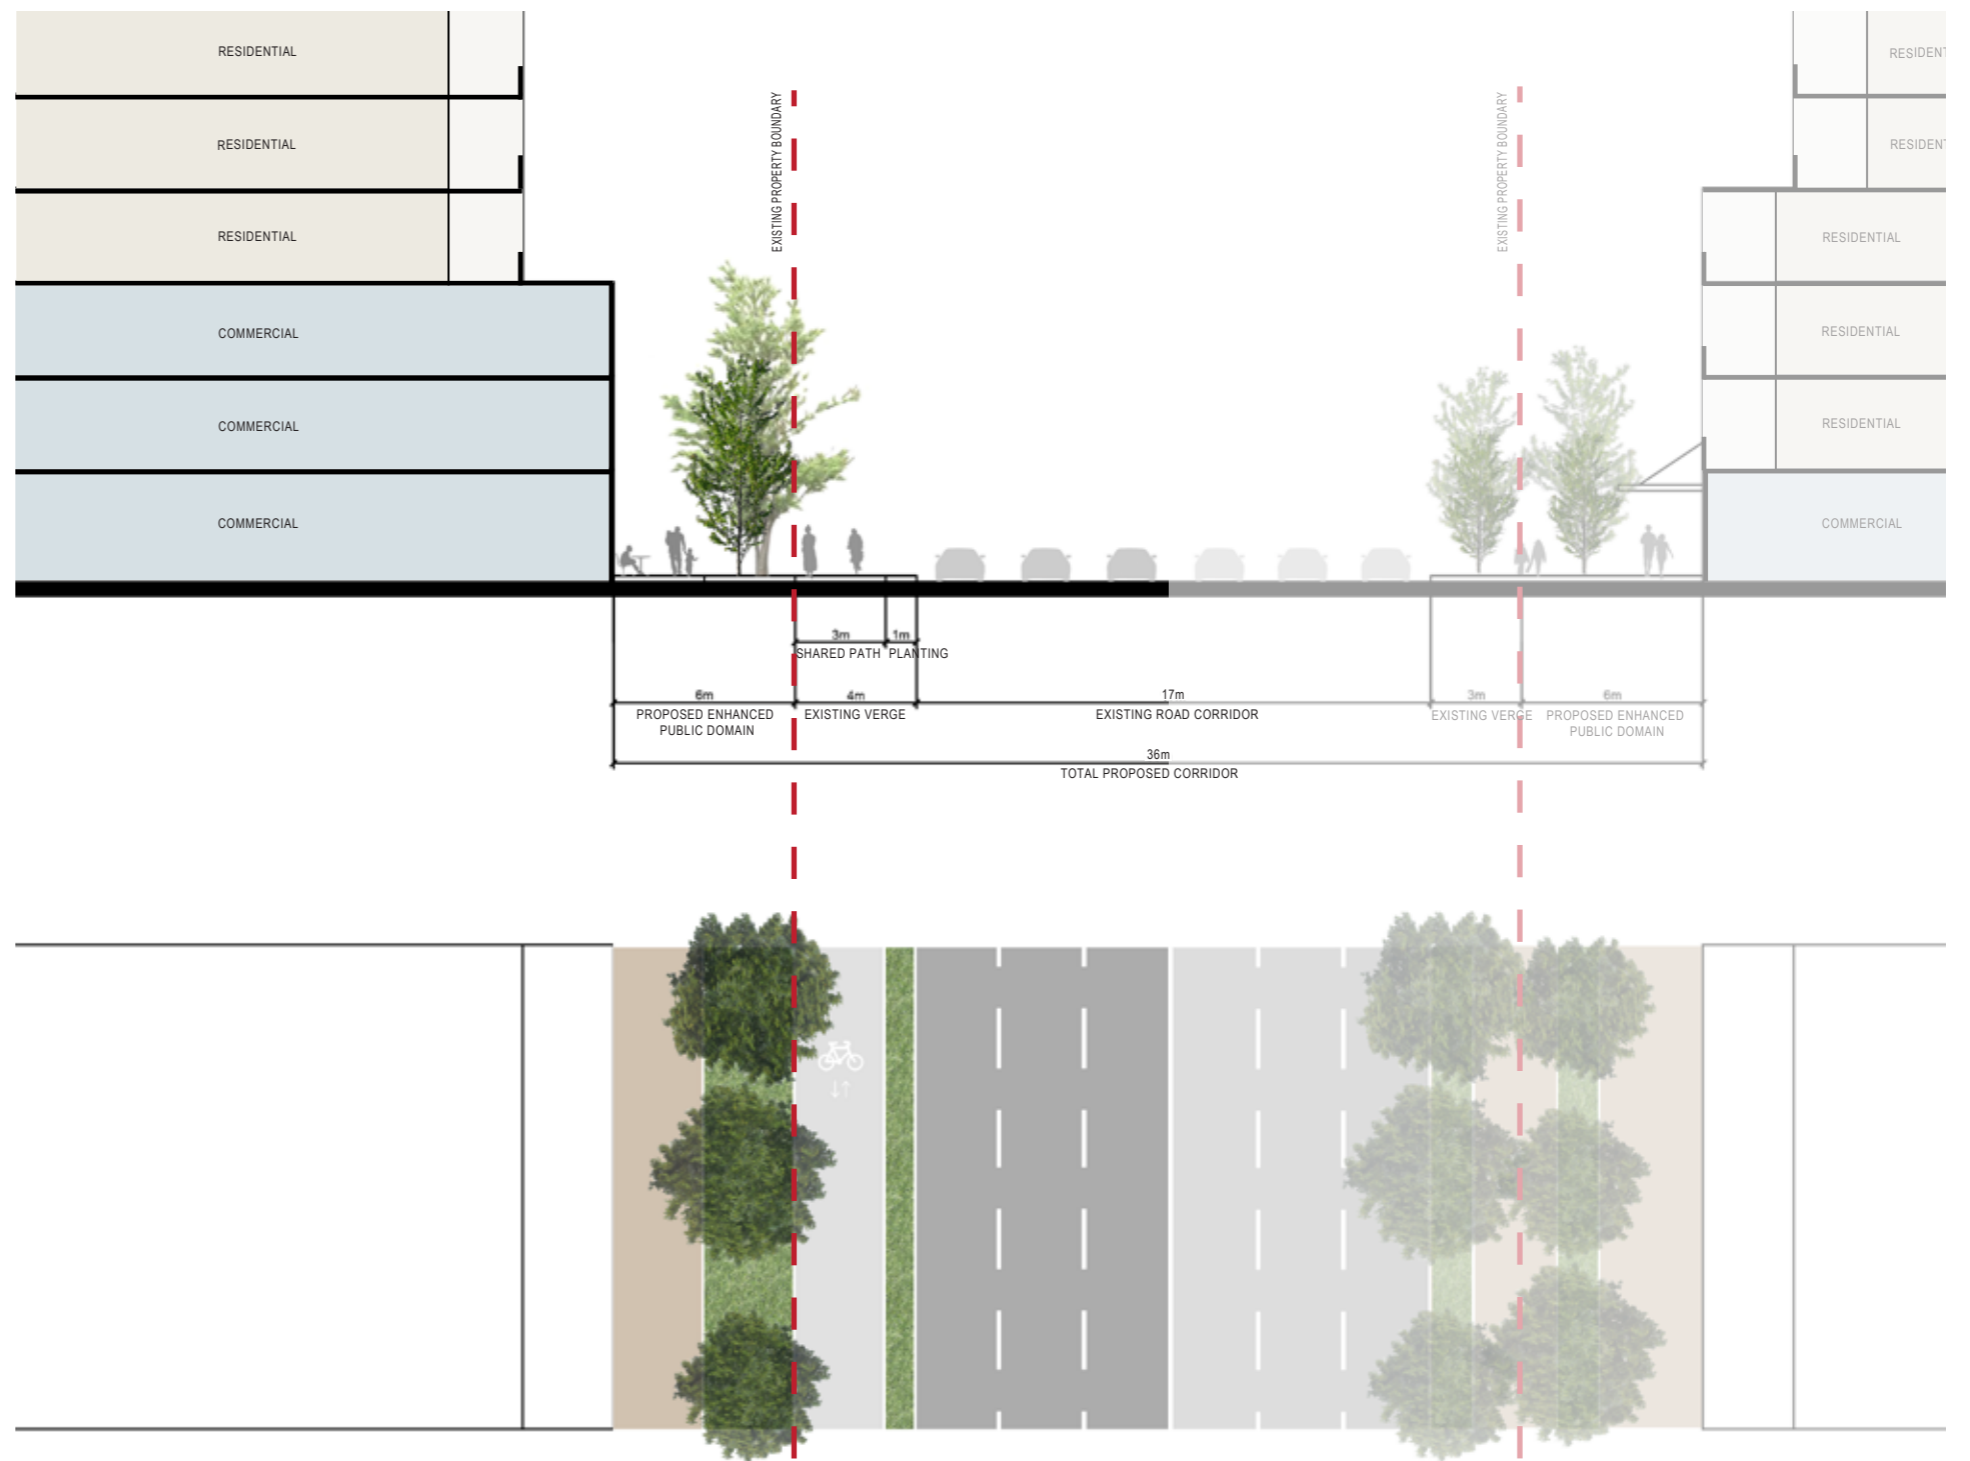 RESIDENTIAL
RESIDENT
RESIDENTIAL
RESIDENT
EXISTING PROPERTY BOUNDARY
EXISTING PROPERTY BOUNDARY
RESIDENTIAL
RESIDENTIAL
COMMERCIAL
RESIDENTIAL
COMMERCIAL
RESIDENTIAL
COMMERCIAL
COMMERCIAL
3m
1m
SHARED PATH
PLANTING
6m
4m
17m
3m
6m
PROPOSED ENHANCED
PUBLIC DOMAIN
EXISTING VERGE
EXISTING ROAD CORRIDOR
EXISTING VERGE
PROPOSED ENHANCED
PUBLIC DOMAIN
36m
TOTAL PROPOSED CORRIDOR